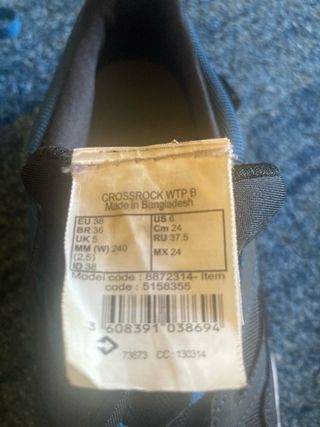 CROSSROCK WTP B
Made in Bangladesh
EU 38 US 6
BR 36 Cm 24
UK 5 RU 37.5
MM (W) 240 (2.5) MX 24
ID 38
Model code : 8872314- Item
code : 5158355
3 608391 038694
73673 CC : 130314